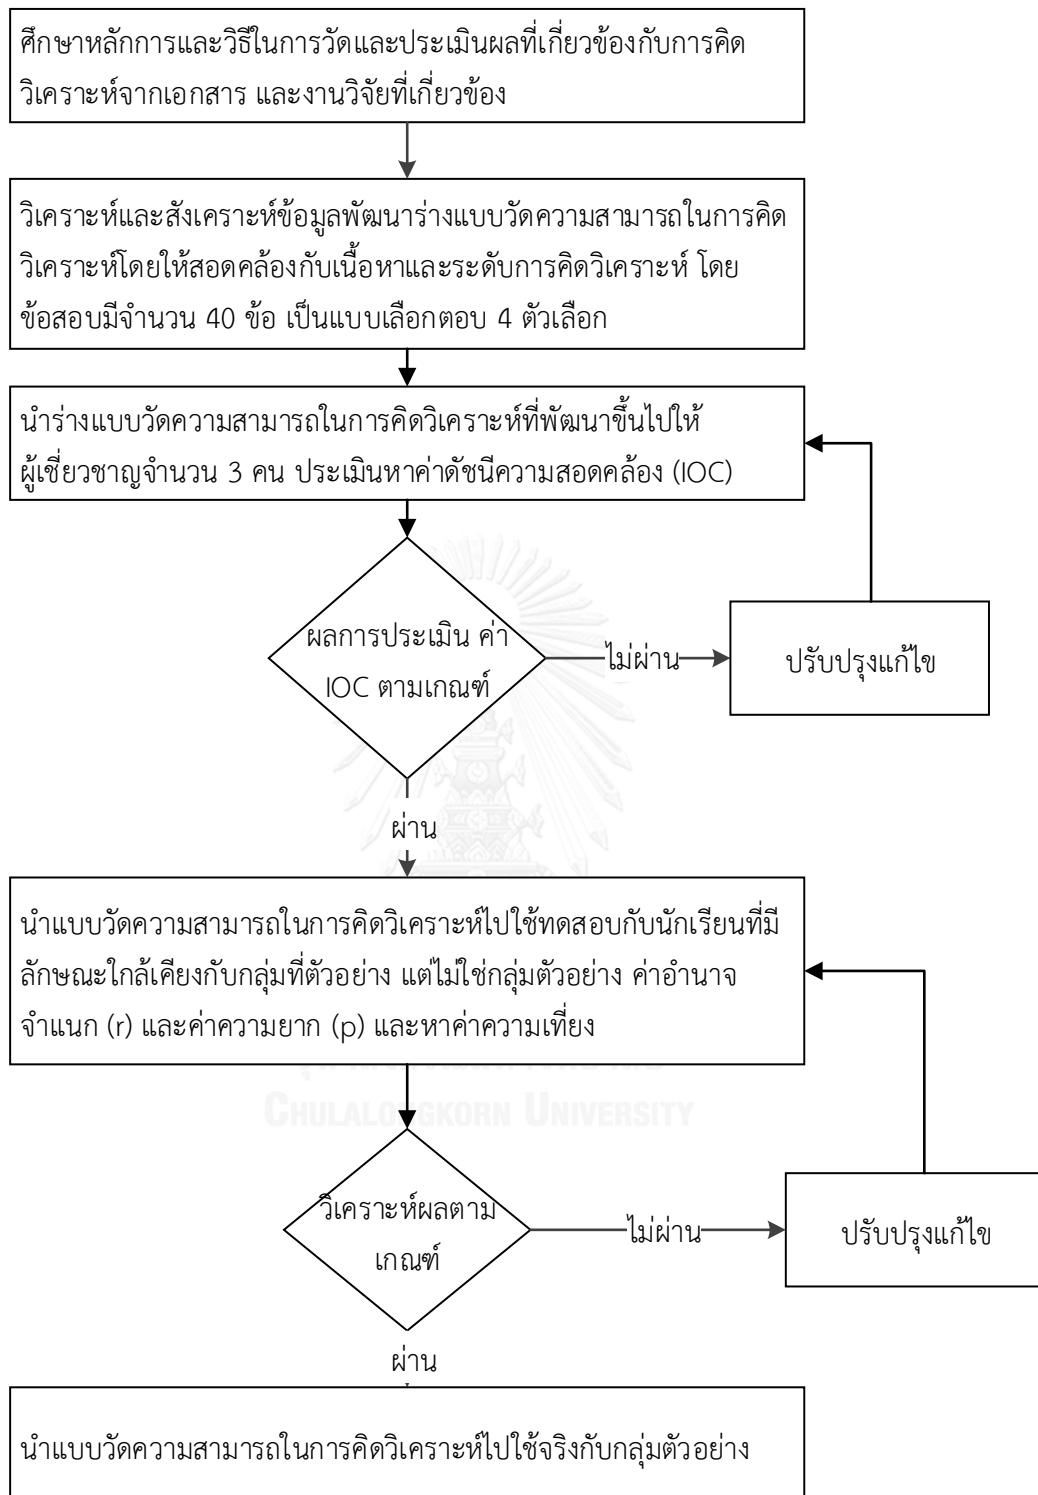 ศึกษาหลักการและวิธีในการวัดและประเมินผลที่เกี่ยวข้องกับการคิด
วิเคราะห์จากเอกสาร และงานวิจัยที่เกี่ยวข้อง
วิเคราะห์และสังเคราะห์ข้อมูลพัฒนาร่างแบบวัดความสามารถในการคิด
วิเคราะห์โดยให้สอดคล้องกับเนื้อหาและระดับการคิดวิเคราะห์ โดย
ข้อสอบมีจำนวน 40 ข้อ เป็นแบบเลือกตอบ 4 ตัวเลือก
นำร่างแบบวัดความสามารถในการคิดวิเคราะห์ที่พัฒนาขึ้นไปให้
ผู้เชี่ยวชาญจำนวน 3 คน ประเมินหาค่าดัชนีความสอดคล้อง (IOC)
ผลการประเมิน ค่า
IOC ตามเกณฑ์
ไม่ผ่าน
ปรับปรุงแก้ไข
ผ่าน
นำแบบวัดความสามารถในการคิดวิเคราะห์ไปใช้ทดสอบกับนักเรียนที่มี
ลักษณะใกล้เคียงกับกลุ่มที่ตัวอย่าง แต่ไม่ใช่กลุ่มตัวอย่าง ค่าอำนาจ
จำแนก (r) และค่าความยาก (p) และหาค่าความเที่ยง
CHULALONGKORN UNIVERSITY
วิเคราะห์ผลตาม
เกณฑ์
ไม่ผ่าน
ปรับปรุงแก้ไข
ผ่าน
นำแบบวัดความสามารถในการคิดวิเคราะห์ไปใช้จริงกับกลุ่มตัวอย่าง